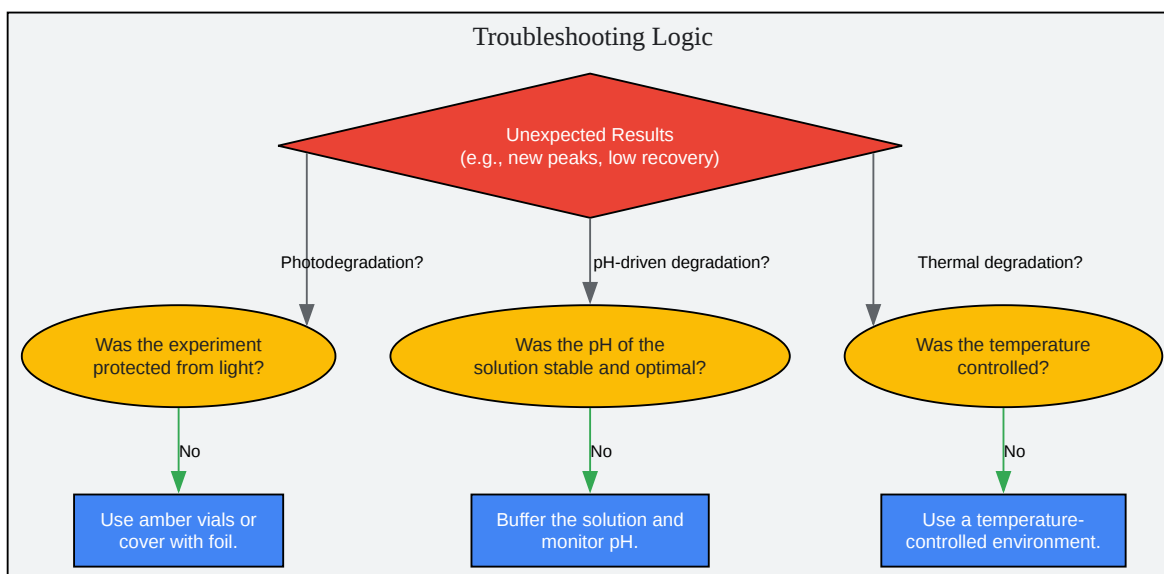 Troubleshooting Logic
Unexpected Results
(e.g., new peaks, low recovery)
Photodegradation?
pH-driven degradation?
Thermal degradation?
Was the experiment
protected from light?
Was the pH of the
solution stable and optimal?
Was the temperature
controlled?
No
No
No
Use amber vials or
cover with foil.
Buffer the solution and
monitor pH.
Use a temperature-
controlled environment.